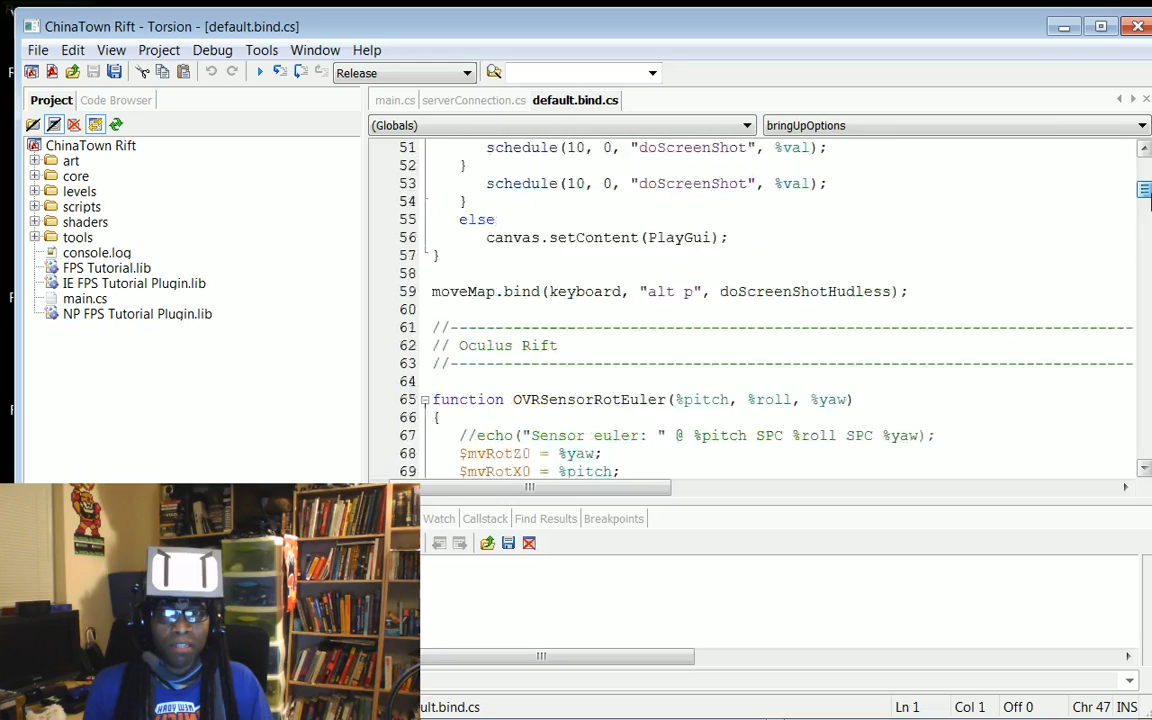 ChinaTown Rift - Torsion - [default.bind.cs]
File Edit View Project Debug Tools Window Help
Release
Project Code Browser
main.cs serverConnection.cs default.bind.cs
(Globals) bringUpOptions
ChinaTown Rift
art
core
levels
scripts
shaders
tools
console.log
FPS Tutorial.lib
IE FPS Tutorial Plugin.lib
main.cs
NP FPS Tutorial Plugin.lib
51 schedule(10, 0, "doScreenShot", %val);
52 }
53 schedule(10, 0, "doScreenShot", %val);
54 }
55 else
56 canvas.setContent(PlayGui);
57 }
58
59 moveMap.bind(keyboard, "alt p", doScreenShotHudless);
60
61 //------------------------------------------------------------------------------
62 // Oculus Rift
63 //------------------------------------------------------------------------------
64
65 function OVRSensorRotEuler(%pitch, %roll, %yaw)
66 {
67 //echo("Sensor euler: " @ %pitch SPC %roll SPC %yaw);
68 $mvRotZ0 = %yaw;
69 $mvRotX0 = %pitch;
Watch Callstack Find Results Breakpoints
ult.bind.cs Ln 1 Col 1 Off 0 Chr 47 INS